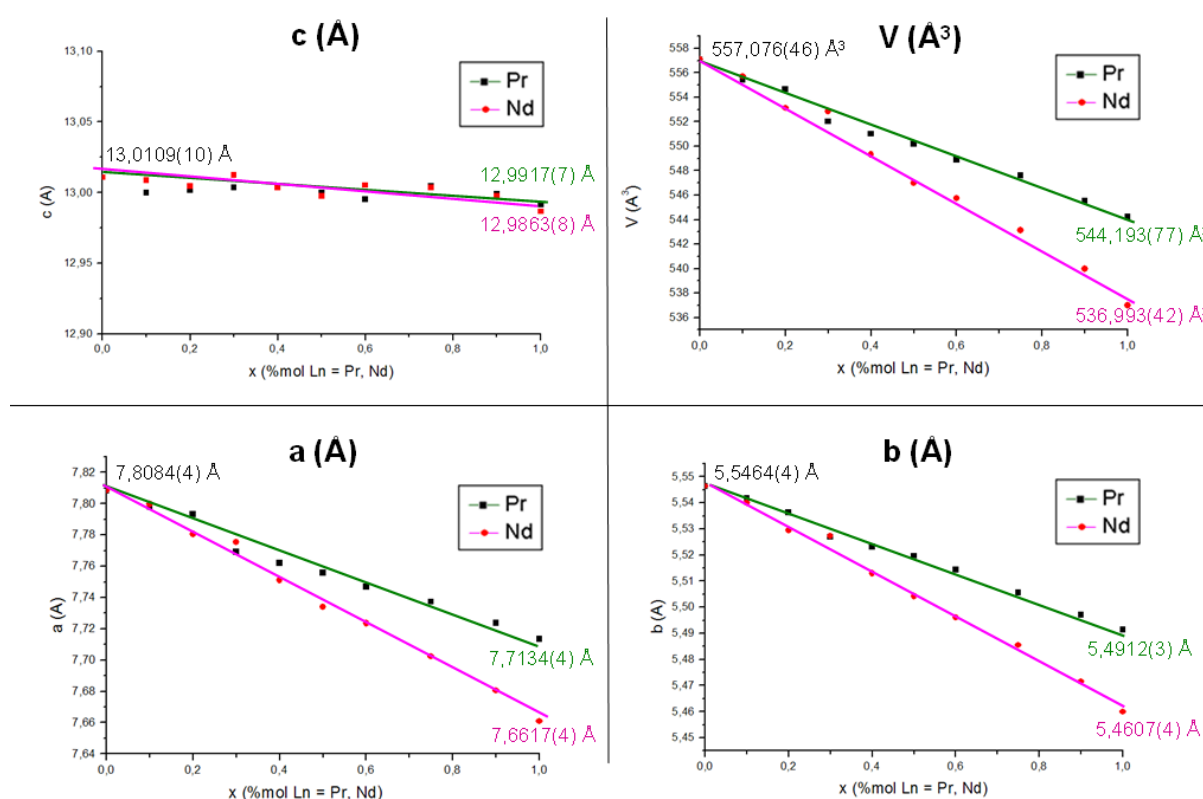 c (Å)
13,10
13,05
13,00
12,95
12,90
c (A)
Pr
Nd
13,0109(10) Å
12,9917(7) Å
12,9863(8) Å
0,0
0,2
0,4
0,6
0,8
1,0
x (%mol Ln = Pr, Nd)
V (Å³)
558
556
554
552
550
548
546
544
542
540
538
536
V (A³)
557,076(46) Å³
Pr
Nd
544,193(77) Å³
536,993(42) Å³
0,0
0,2
0,4
0,6
0,8
1,0
x (%mol Ln = Pr, Nd)
a (Å)
7,82
7,80
7,78
7,76
7,74
7,72
7,70
7,68
7,66
7,64
a (A)
7,8084(4) Å
Pr
Nd
7,7134(4) Å
7,6617(4) Å
0,0
0,2
0,4
0,6
0,8
1,0
x (%mol Ln = Pr, Nd)
b (Å)
5,55
5,54
5,53
5,52
5,51
5,50
5,49
5,48
5,47
5,46
5,45
b (A)
5,5464(4) Å
Pr
Nd
5,4912(3) Å
5,4607(4) Å
0,0
0,2
0,4
0,6
0,8
1,0
x (%mol Ln = Pr, Nd)